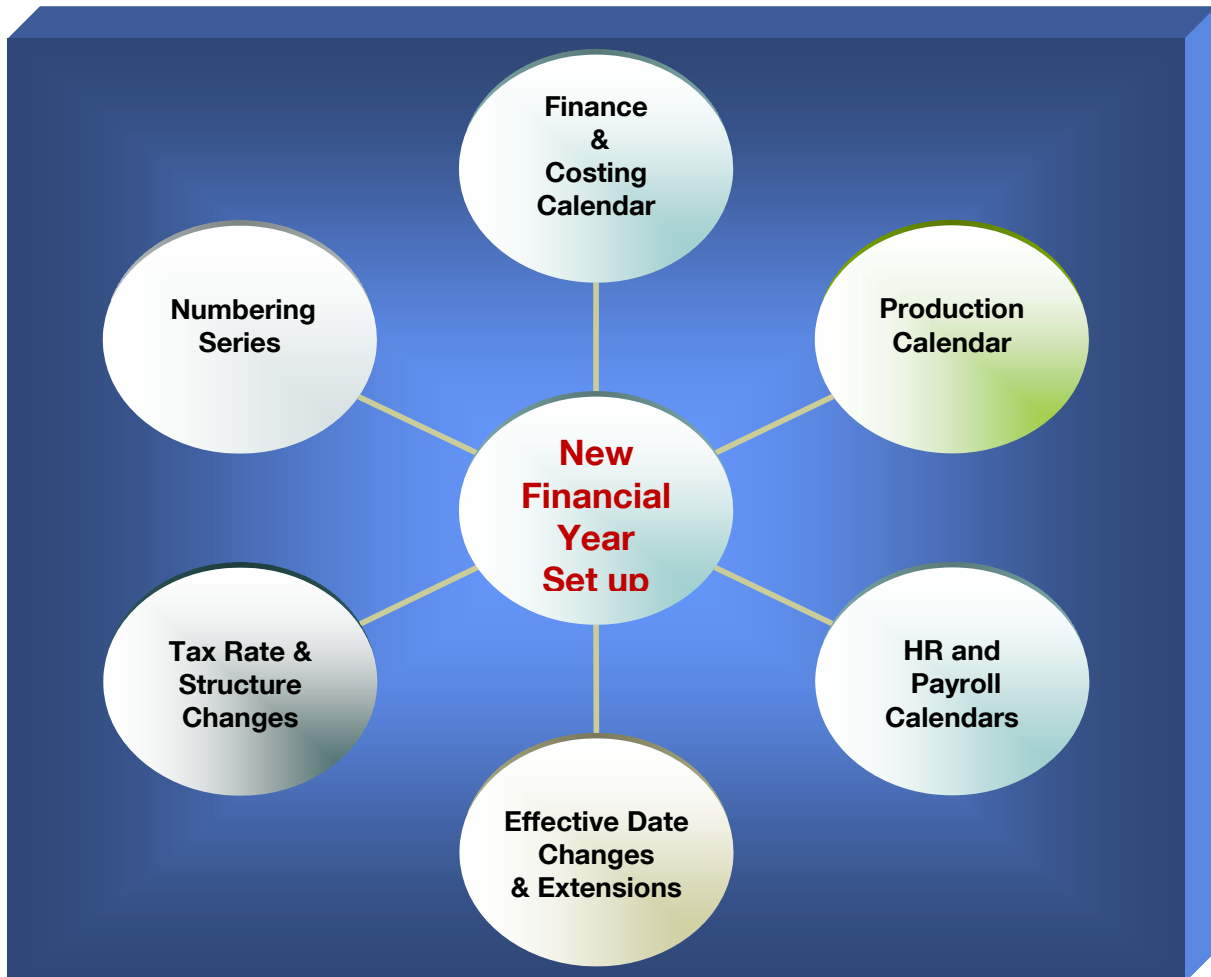 Finance
&
Costing
Calendar
Numbering
Series
Production
Calendar
New
Financial
Year
Set up
Tax Rate &
Structure
Changes
HR and
Payroll
Calendars
Effective Date
Changes
& Extensions